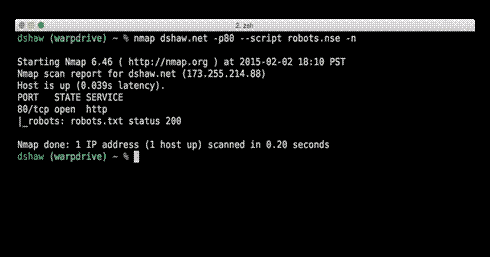 2. zsh
dshaw (warpdrive) ~ % nmap dshaw.net -p80 --script robots.nse -n
Starting Nmap 6.46 ( http://nmap.org ) at 2015-02-02 18:10 PST
Nmap scan report for dshaw.net (173.255.214.88)
Host is up (0.039s latency).
PORT   STATE SERVICE
80/tcp open  http
|_robots: robots.txt status 200
Nmap done: 1 IP address (1 host up) scanned in 0.20 seconds
dshaw (warpdrive) ~ %